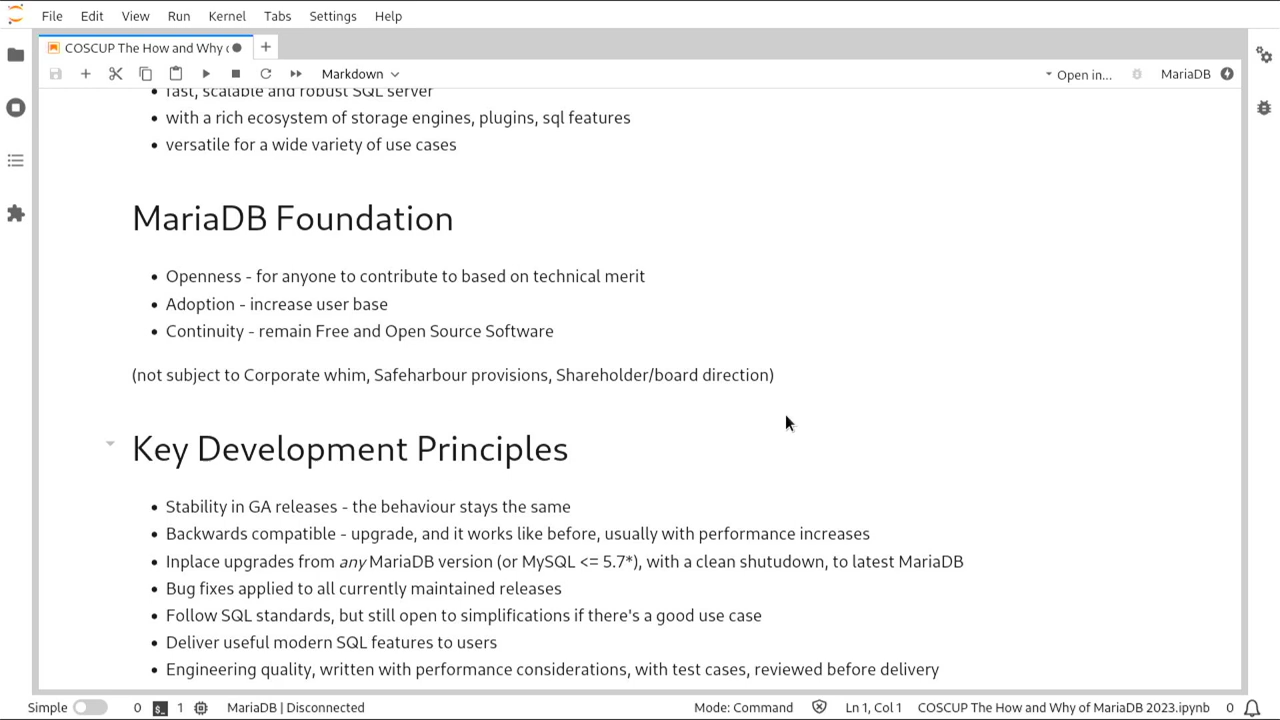 File Edit View Run Kernel Tabs Settings Help
COSCUP The How and Why
Markdown Open in... MariaDB
fast, scalable and robust SQL server
with a rich ecosystem of storage engines, plugins, sql features
versatile for a wide variety of use cases
MariaDB Foundation
Openness - for anyone to contribute to based on technical merit
Adoption - increase user base
Continuity - remain Free and Open Source Software
(not subject to Corporate whim, Safeharbour provisions, Shareholder/board direction)
Key Development Principles
Stability in GA releases - the behaviour stays the same
Backwards compatible - upgrade, and it works like before, usually with performance increases
Inplace upgrades from any MariaDB version (or MySQL <= 5.7*), with a clean shutudown, to latest MariaDB
Bug fixes applied to all currently maintained releases
Follow SQL standards, but still open to simplifications if there's a good use case
Deliver useful modern SQL features to users
Engineering quality, written with performance considerations, with test cases, reviewed before delivery
Simple 0 $_ 1 MariaDB | Disconnected Mode: Command Ln 1, Col 1 COSCUP The How and Why of MariaDB 2023.ipynb 0